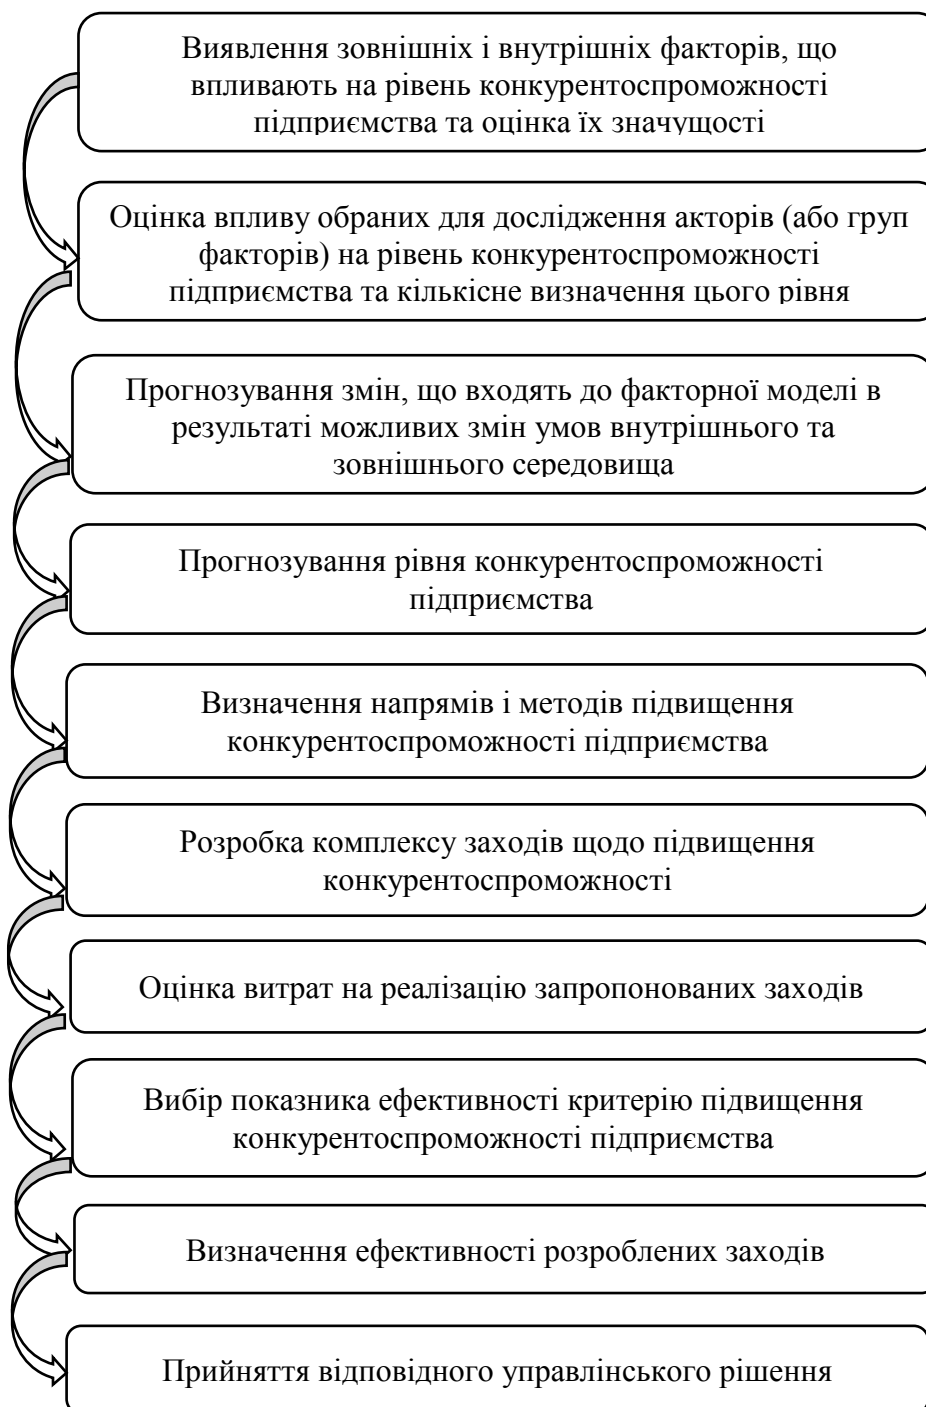 Виявлення зовнішніх і внутрішніх факторів, що
впливають на рівень конкурентоспроможності
підприємства та оцінка їх значущості
Оцінка впливу обраних для дослідження акторів (або груп
факторів) на рівень конкурентоспроможності
підприємства та кількісне визначення цього рівня
Прогнозування змін, що входять до факторної моделі в
результаті можливих змін умов внутрішнього та
зовнішнього середовища
Прогнозування рівня конкурентоспроможності
підприємства
Визначення напрямів і методів підвищення
конкурентоспроможності підприємства
Розробка комплексу заходів щодо підвищення
конкурентоспроможності
Оцінка витрат на реалізацію запропонованих заходів
Вибір показника ефективності критерію підвищення
конкурентоспроможності підприємства
Визначення ефективності розроблених заходів
Прийняття відповідного управлінського рішення